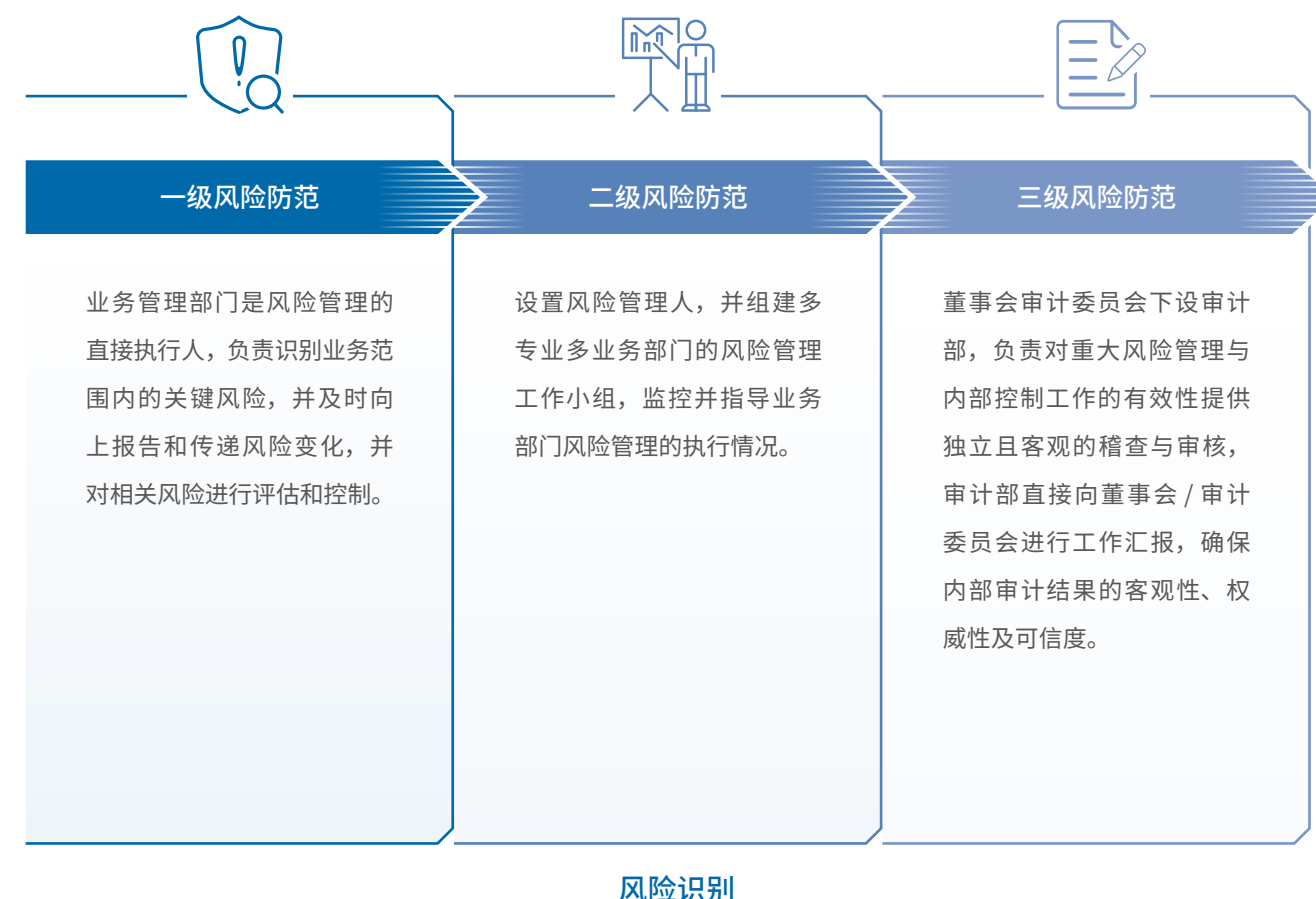 一级风险防范
业务管理部门是风险管理的
直接执行人，负责识别业务范
围内的关键风险，并及时向
上报告和传递风险变化，并
对相关风险进行评估和控制。
二级风险防范
设置风险管理人，并组建多
专业多业务部门的风险管理
工作小组，监控并指导业务
部门风险管理的执行情况。
三级风险防范
董事会审计委员会下设审计
部，负责对重大风险管理与
内部控制工作的有效性提供
独立且客观的稽查与审核，
审计部直接向董事会 / 审计
委员会进行工作汇报，确保
内部审计结果的客观性、权
威性及可信度。
风险识别